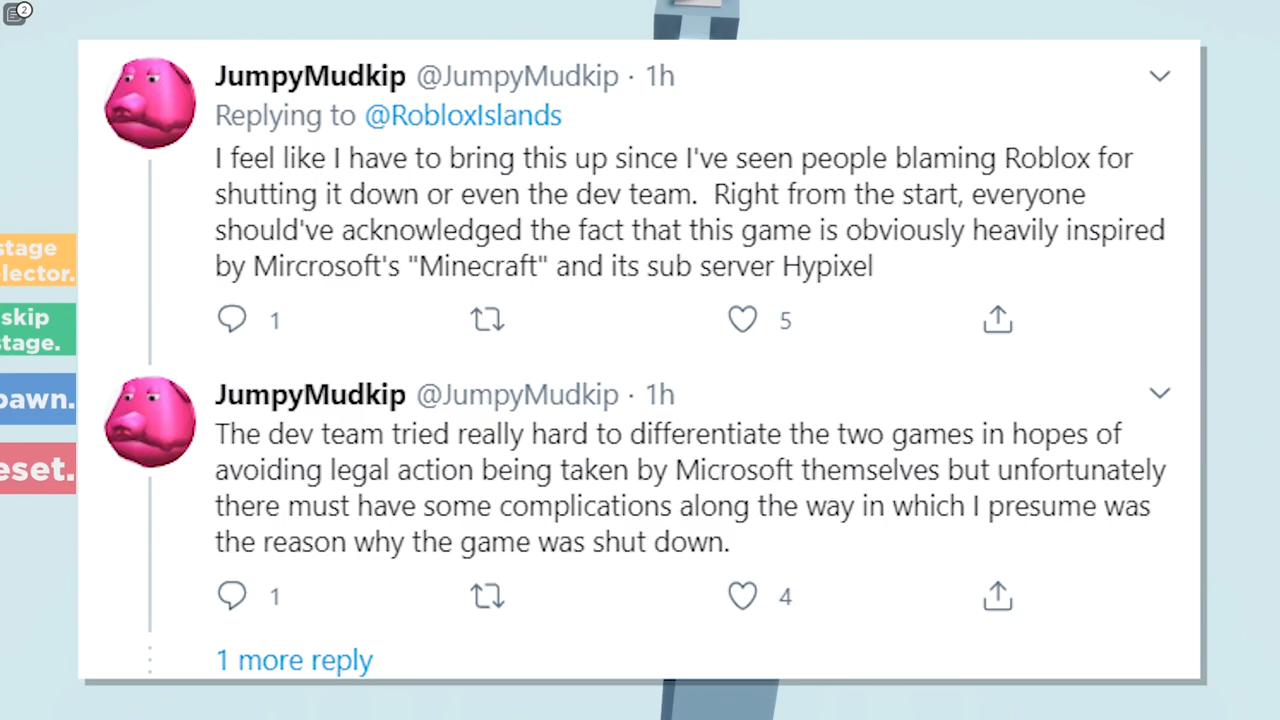 2
JumpyMudkip @JumpyMudkip · 1h
Replying to @RobloxIslands
I feel like I have to bring this up since I've seen people blaming Roblox for
shutting it down or even the dev team.  Right from the start, everyone
should've acknowledged the fact that this game is obviously heavily inspired
by Mircrosoft's "Minecraft" and its sub server Hypixel
1 5
JumpyMudkip @JumpyMudkip · 1h
The dev team tried really hard to differentiate the two games in hopes of
avoiding legal action being taken by Microsoft themselves but unfortunately
there must have some complications along the way in which I presume was
the reason why the game was shut down.
1 4
1 more reply
stage
lector.
skip
tage.
pawn.
eset.